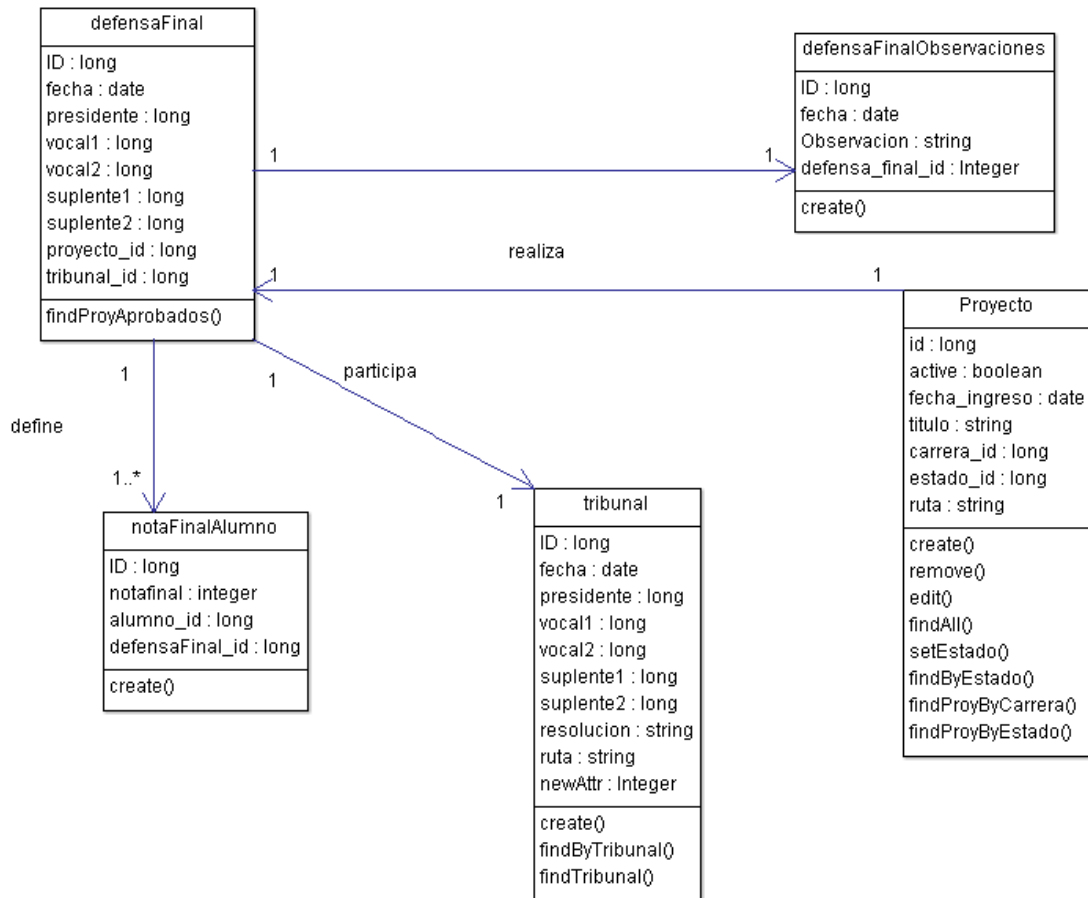 defensaFinal
ID : long
fecha : date
presidente : long
vocal1 : long
vocal2 : long
suplente1 : long
suplente2 : long
proyecto_id : long
tribunal_id : long
findProyAprobados()
defensaFinalObservaciones
ID : long
fecha : date
Observacion : string
defensa_final_id : Integer
create()
1
1
realiza
1
1
Proyecto
id : long
active : boolean
fecha_ingreso : date
titulo : string
carrera_id : long
estado_id : long
ruta : string
create()
remove()
edit()
findAll()
setEstado()
findByEstado()
findProyByCarrera()
findProyByEstado()
1
define
1..*
1
participa
1
notaFinalAlumno
ID : long
notafinal : integer
alumno_id : long
defensaFinal_id : long
create()
tribunal
ID : long
fecha : date
presidente : long
vocal1 : long
vocal2 : long
suplente1 : long
suplente2 : long
resolucion : string
ruta : string
newAttr : Integer
create()
findByTribunal()
findTribunal()